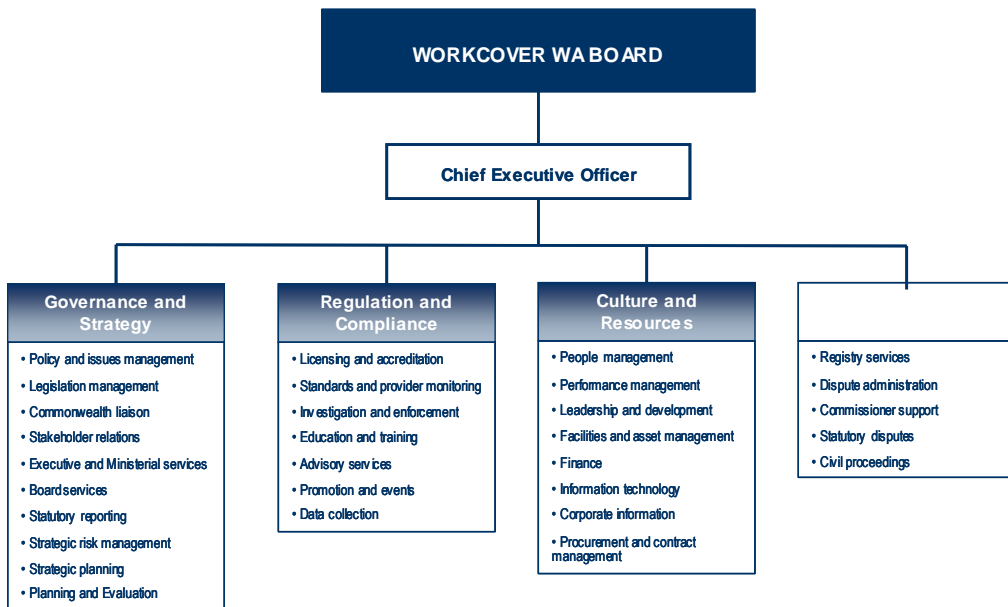 WORKCOVER WA BOARD
Chief Executive Officer
Governance and
Strategy
• Policy and issues management
• Legislation management
• Commonwealth liaison
• Stakeholder relations
• Executive and Ministerial services
• Board services
• Statutory reporting
• Strategic risk management
• Strategic planning
• Planning and Evaluation
Regulation and
Compliance
• Licensing and accreditation
• Standards and provider monitoring
• Investigation and enforcement
• Education and training
• Advisory services
• Promotion and events
• Data collection
Culture and
Resources
• People management
• Performance management
• Leadership and development
• Facilities and asset management
• Finance
• Information technology
• Corporate information
• Procurement and contract
management
• Registry services
• Dispute administration
• Commissioner support
• Statutory disputes
• Civil proceedings